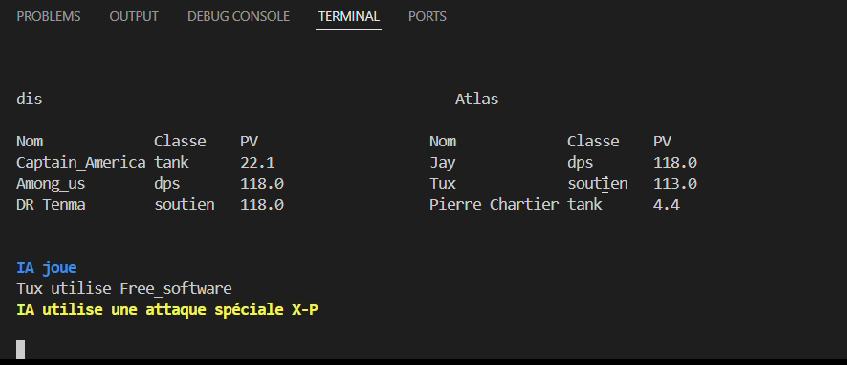 PROBLEMS OUTPUT DEBUG CONSOLE TERMINAL PORTS
dis Atlas
Nom Classe PV Nom Classe PV
Captain_America tank 22.1 Jay dps 118.0
Among_us dps 118.0 Tux soutien 113.0
DR Tenma soutien 118.0 Pierre Chartier tank 4.4
IA joue
Tux utilise Free_software
IA utilise une attaque spéciale X-P